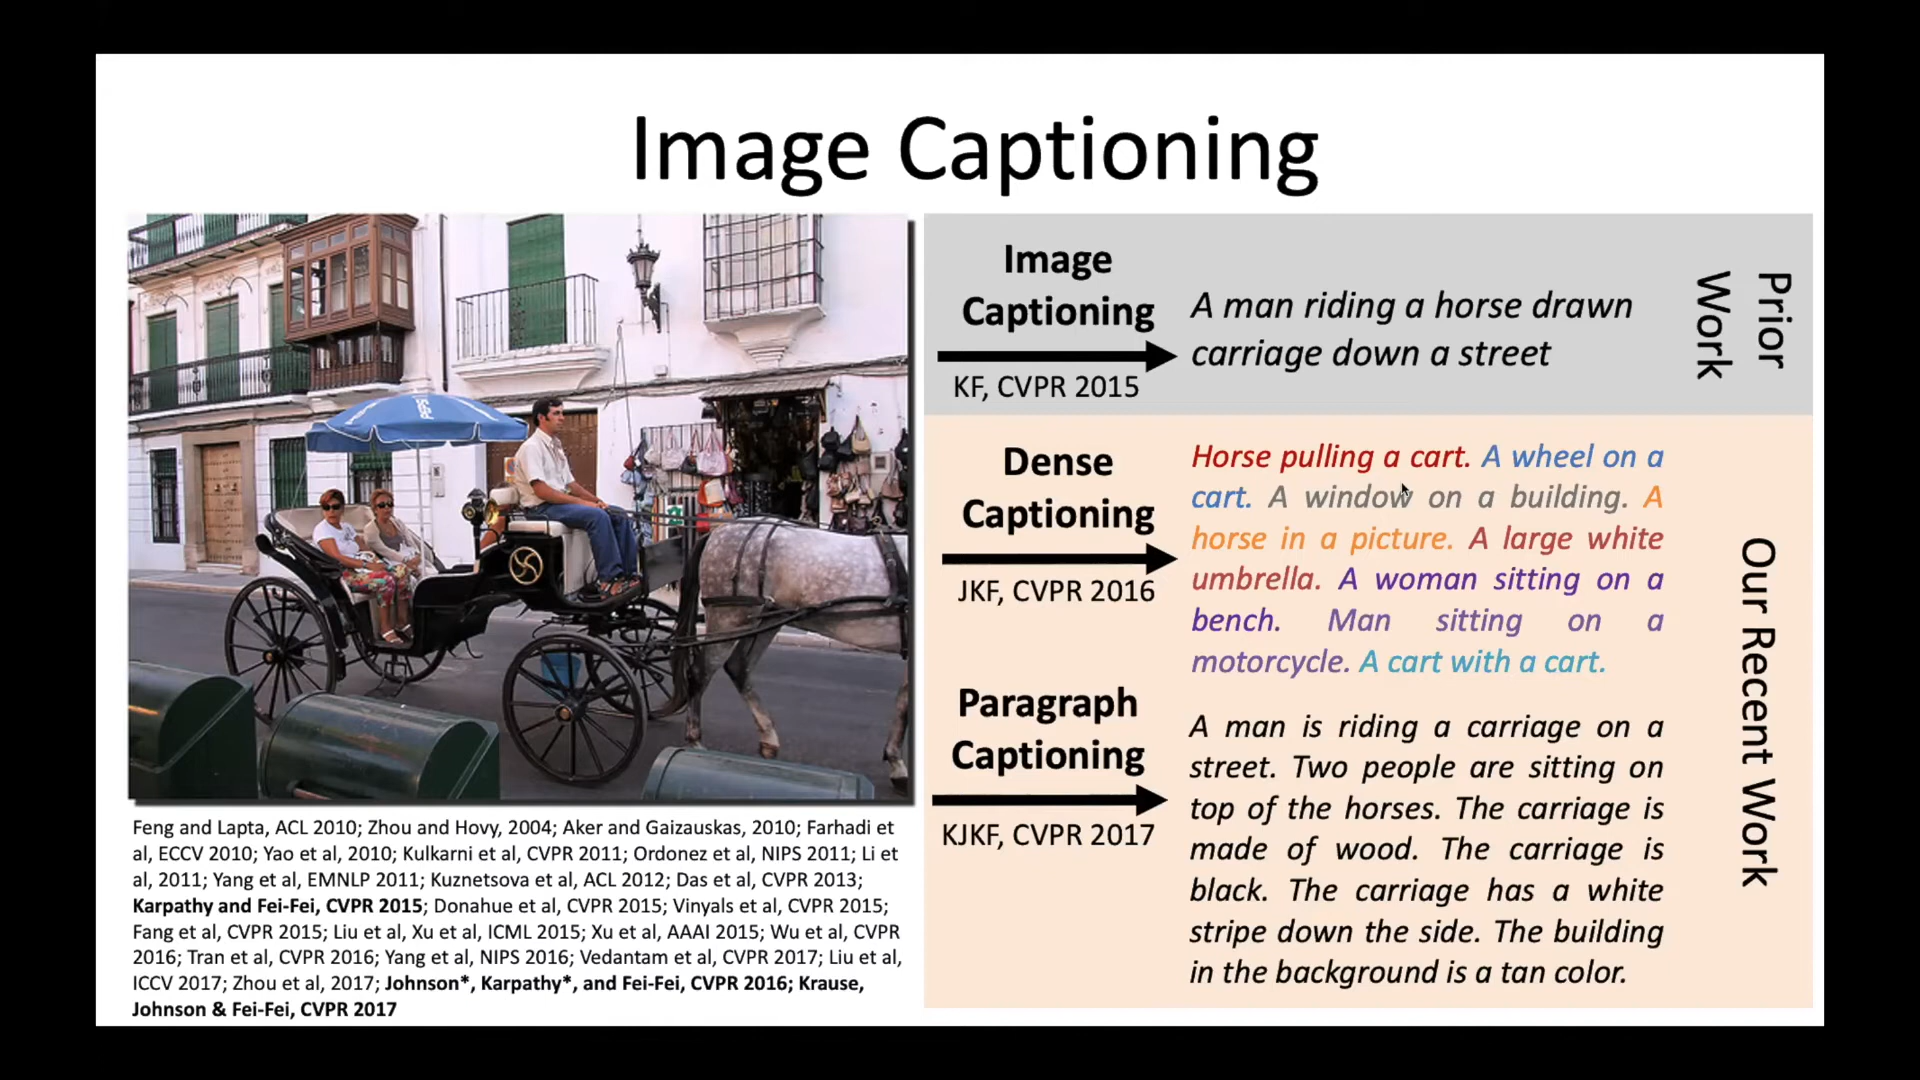 Image Captioning
Image
Captioning
KF, CVPR 2015
A man riding a horse drawn
carriage down a street
Prior
Work
Dense
Captioning
JKF, CVPR 2016
Horse pulling a cart. A wheel on a
cart. A window on a building. A
horse in a picture. A large white
umbrella. A woman sitting on a
bench. Man sitting on a
motorcycle. A cart with a cart.
Paragraph
Captioning
KJKF, CVPR 2017
A man is riding a carriage on a
street. Two people are sitting on
top of the horses. The carriage is
made of wood. The carriage is
black. The carriage has a white
stripe down the side. The building
in the background is a tan color.
Our Recent Work
Feng and Lapta, ACL 2010; Zhou and Hovy, 2004; Aker and Gaizauskas, 2010; Farhadi et
al, ECCV 2010; Yao et al, 2010; Kulkarni et al, CVPR 2011; Ordonez et al, NIPS 2011; Li et
al, 2011; Yang et al, EMNLP 2011; Kuznetsova et al, ACL 2012; Das et al, CVPR 2013;
Karpathy and Fei-Fei, CVPR 2015; Donahue et al, CVPR 2015; Vinyals et al, CVPR 2015;
Fang et al, CVPR 2015; Liu et al, Xu et al, ICML 2015; Xu et al, AAAI 2015; Wu et al, CVPR
2016; Tran et al, CVPR 2016; Yang et al, NIPS 2016; Vedantam et al, CVPR 2017; Liu et al,
ICCV 2017; Zhou et al, 2017; Johnson*, Karpathy*, and Fei-Fei, CVPR 2016; Krause,
Johnson & Fei-Fei, CVPR 2017